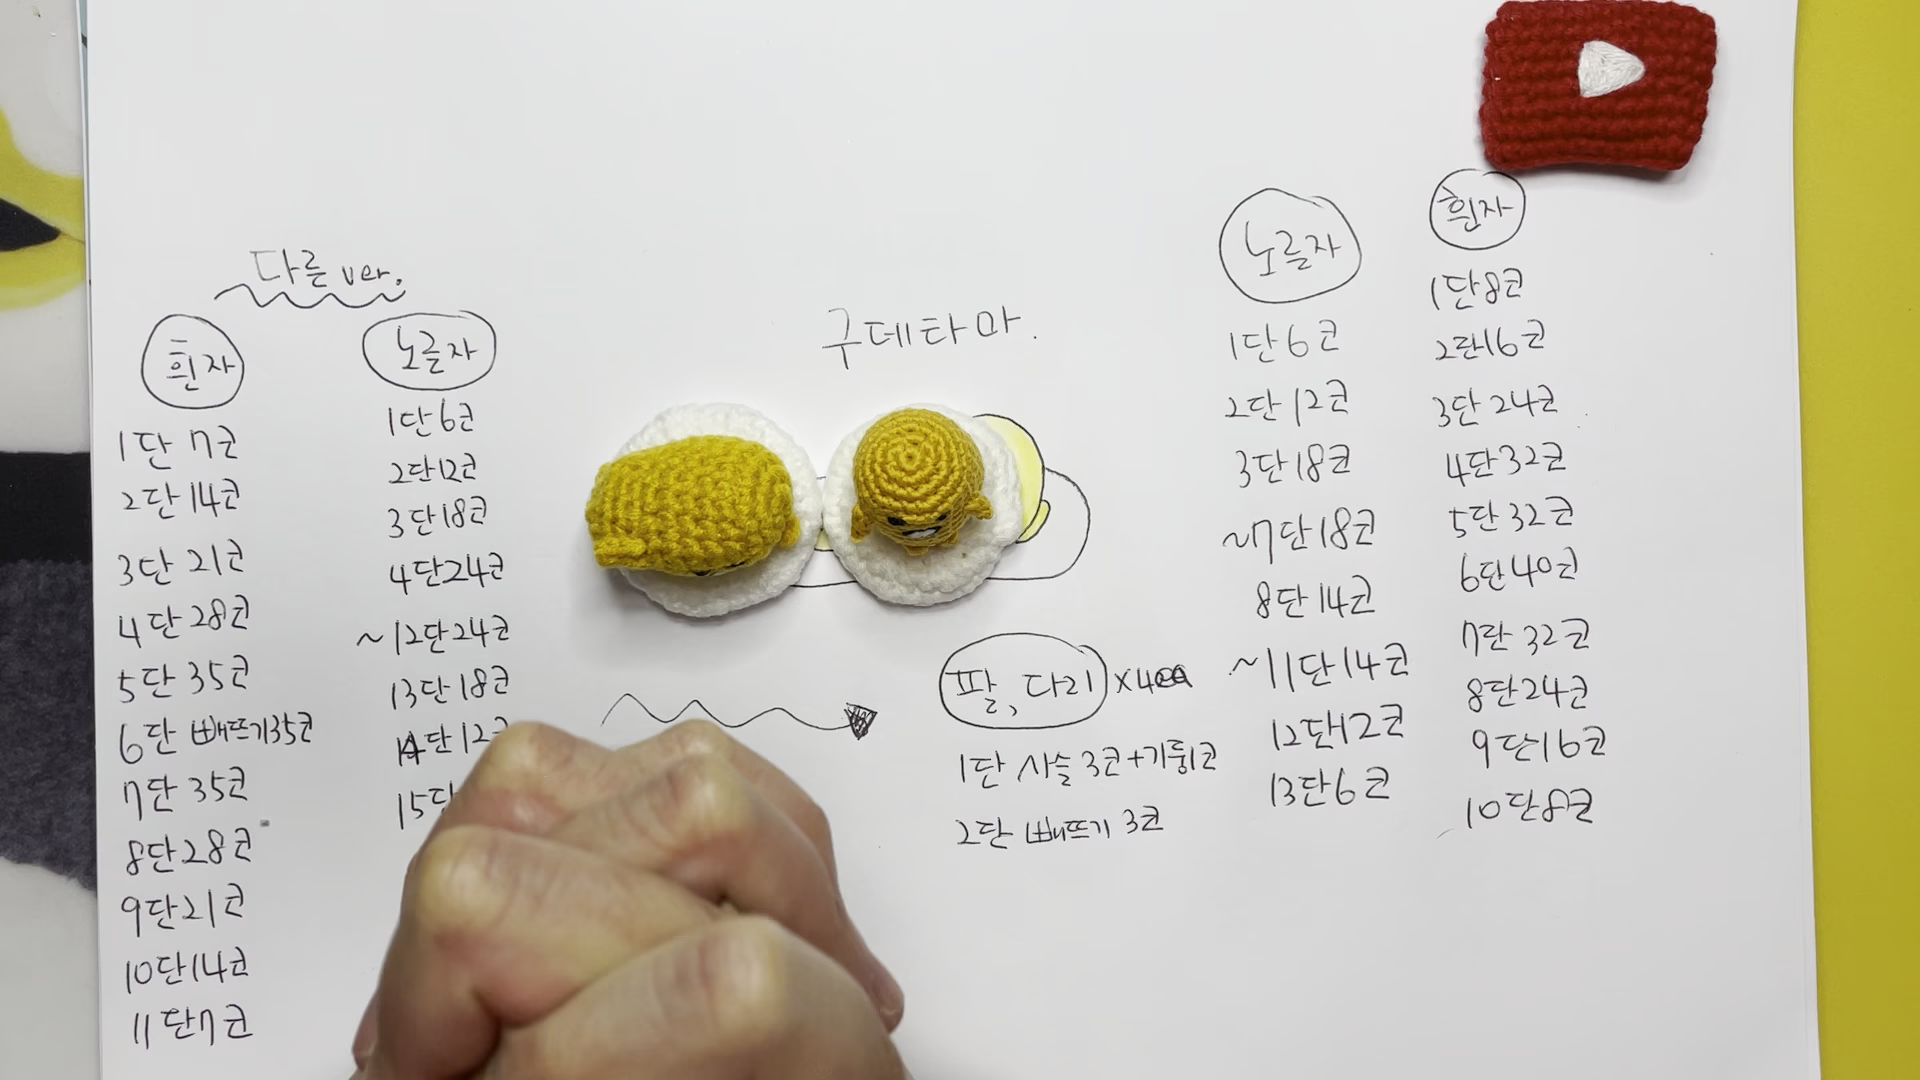 다른 ver.
흰자
1단 7코
2단 14코
3단 21코
4단 28코
5단 35코
6단 빼뜨기35코
7단 35코
8단 28코
9단 21코
10단 14코
11단 7코
노른자
1단 6코
2단 12코
3단 18코
4단 24코
~12단 24코
13단 18코
14단 12코
15단
구데타마.
팔, 다리 x4
1단 사슬 3코+기둥1코
2단 빼뜨기 3코
노른자
1단 6코
2단 12코
3단 18코
~7단 18코
8단 14코
~11단 14코
12단 12코
13단 6코
흰자
1단 8코
2단 16코
3단 24코
4단 32코
5단 32코
6단 40코
7단 32코
8단 24코
9단 16코
10단 8코